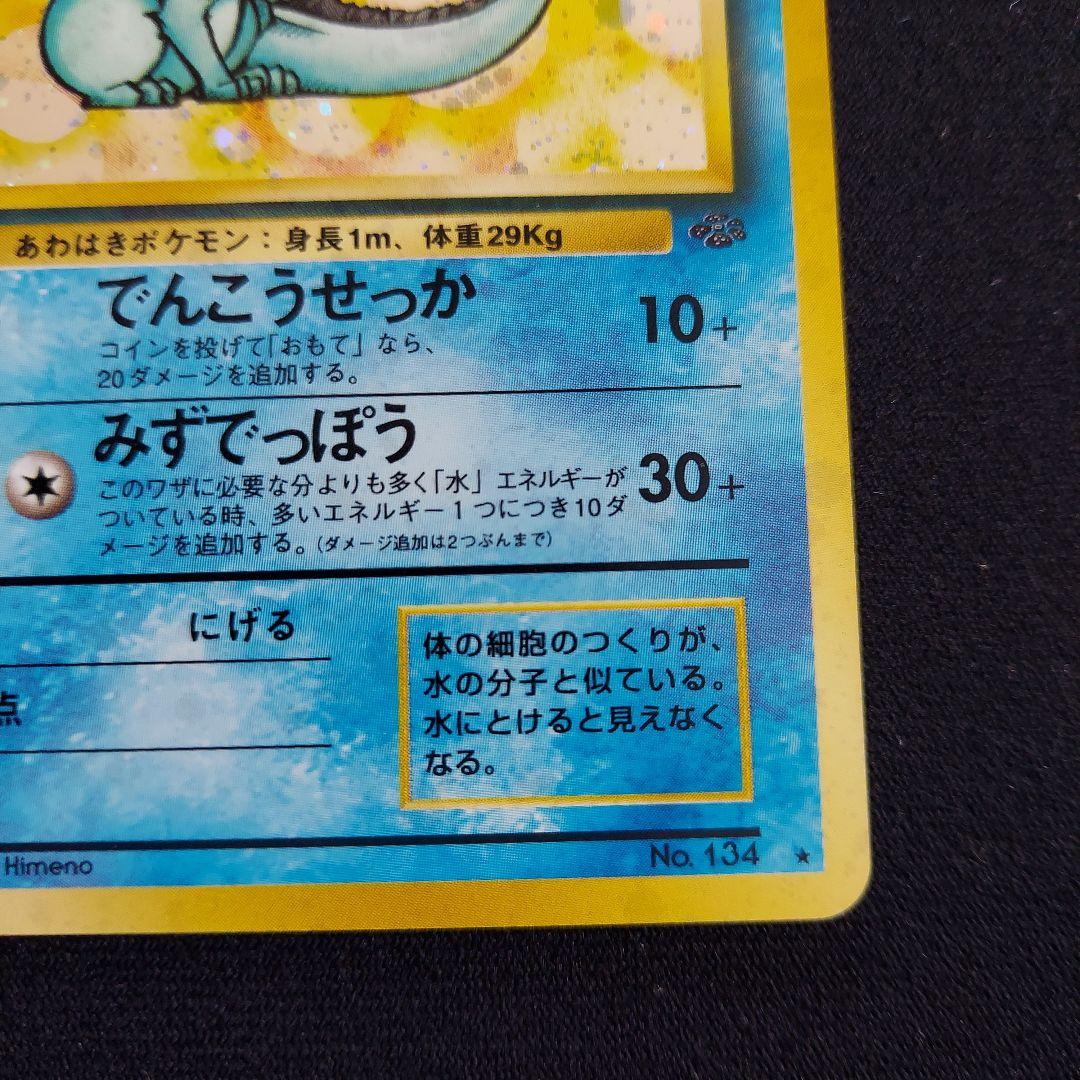 あわはきポケモン：身長1m、体重29Kg
でんこうせっか 10+
コインを投げて「おもて」なら、
20ダメージを追加する。
みずでっぽう 30+
このワザに必要な分よりも多く「水」エネルギーが
ついている時、多いエネルギー1つにつき10ダ
メージを追加する。(ダメージ追加は2つぶんまで)
にげる
点
体の細胞のつくりが、
水の分子と似ている。
水にとけると見えなく
なる。
Himeno
No. 134 ★